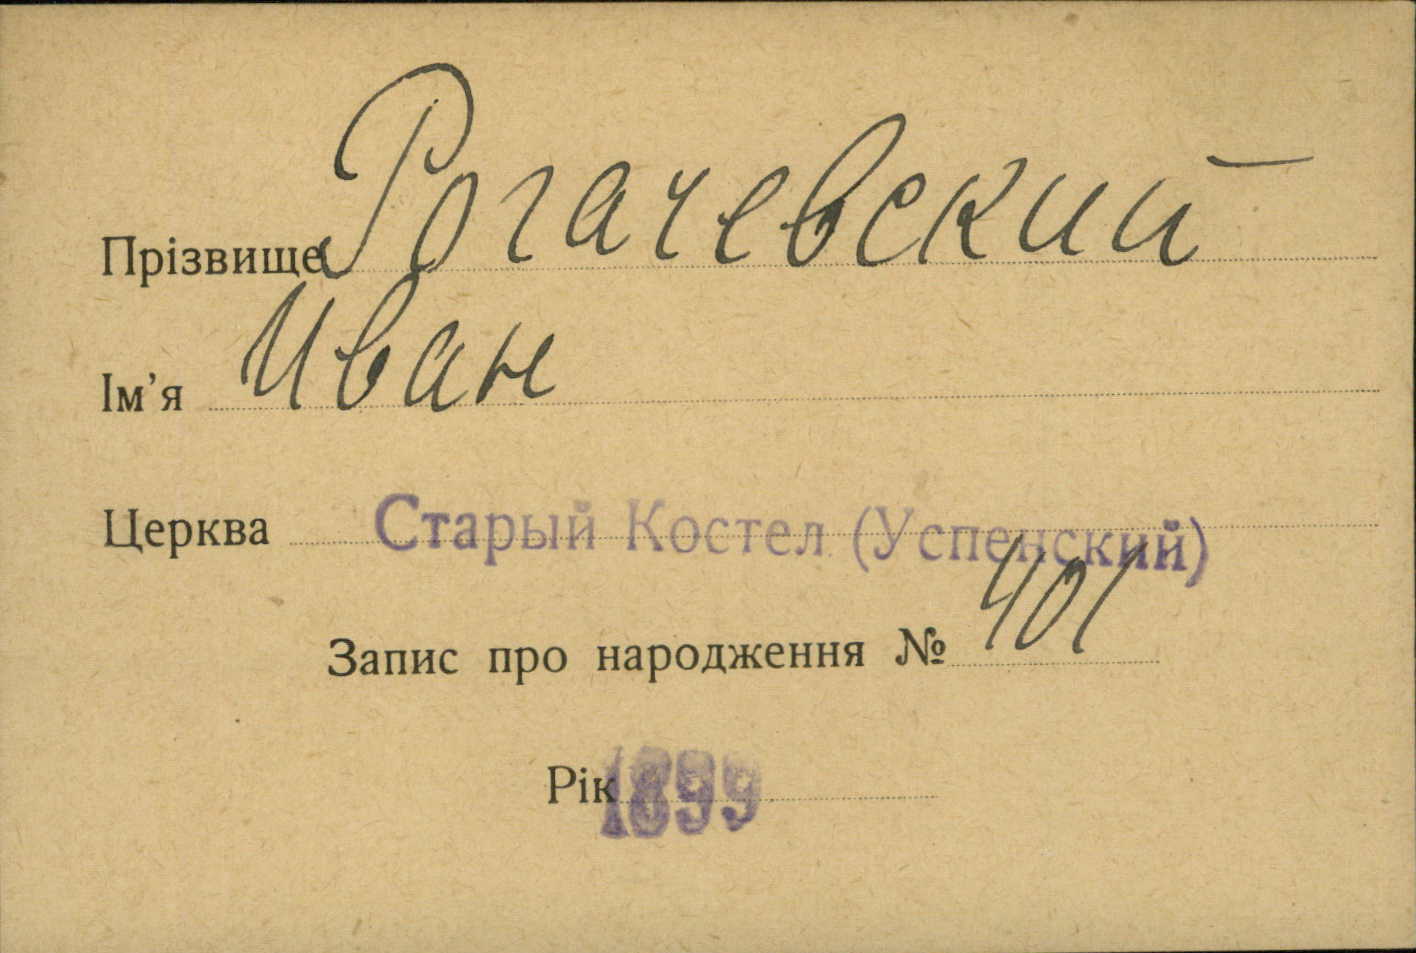 Прізвище Рогачевский
Ім’я Иван
Церква Старый Костел (Успенский)
Запис про народження № 401
Рік 1899